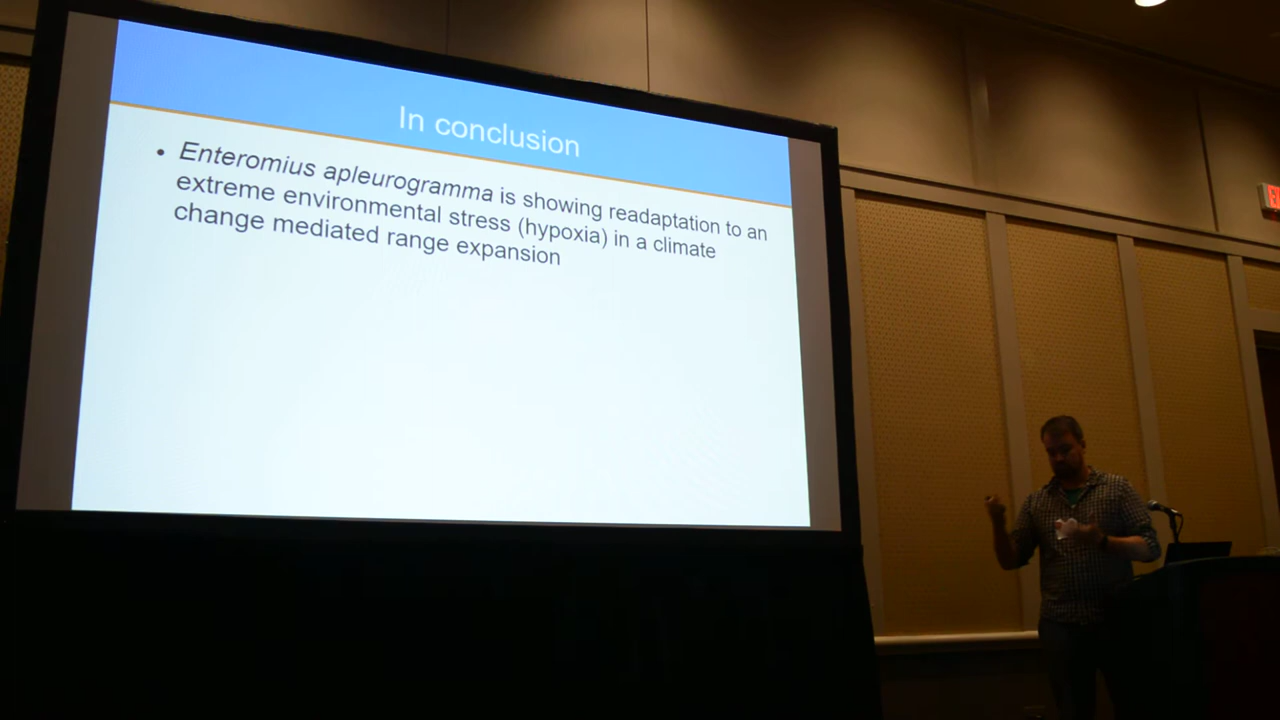 In conclusion
• Enteromius apleurogramma is showing readaptation to an
extreme environmental stress (hypoxia) in a climate
change mediated range expansion